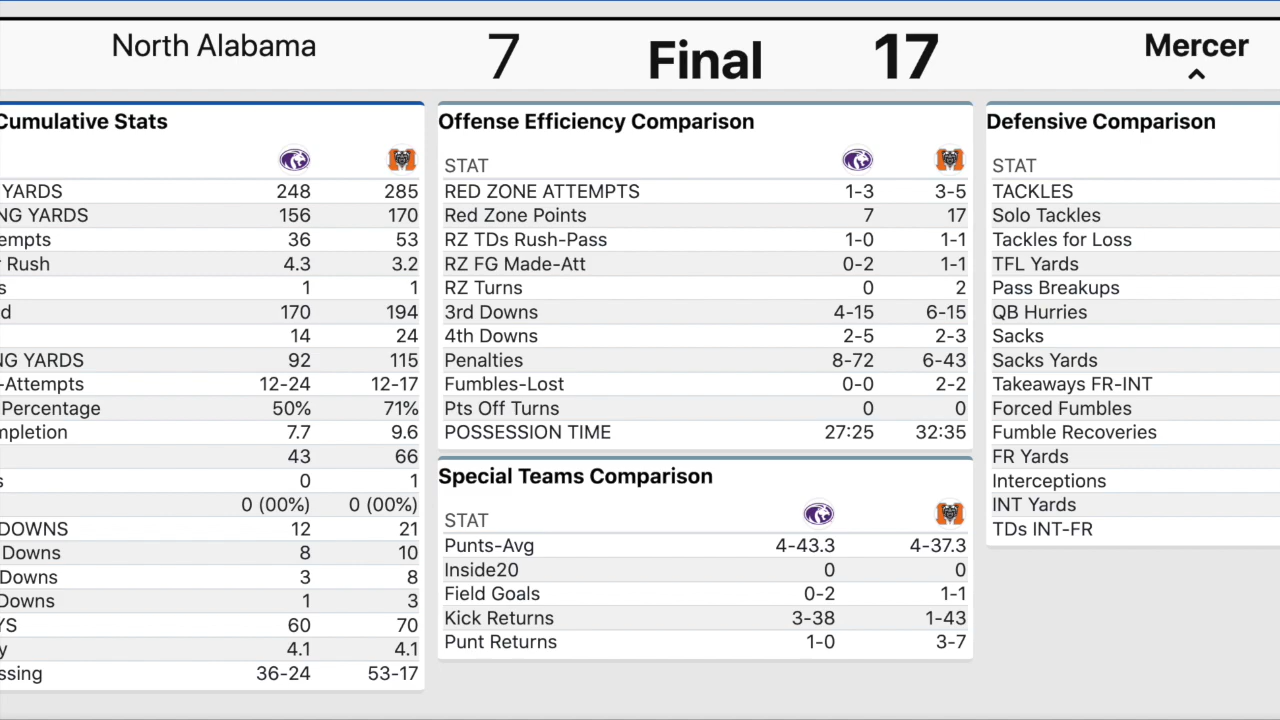 North Alabama 7 Final 17 Mercer
Cumulative Stats
YARDS 248 285
NG YARDS 156 170
empts 36 53
Rush 4.3 3.2
s 1 1
d 170 194
14 24
NG YARDS 92 115
-Attempts 12-24 12-17
Percentage 50% 71%
mpletion 7.7 9.6
43 66
s 0 1
0 (00%) 0 (00%)
DOWNS 12 21
Downs 8 10
Downs 3 8
Downs 1 3
YS 60 70
y 4.1 4.1
ssing 36-24 53-17
Offense Efficiency Comparison
STAT
RED ZONE ATTEMPTS 1-3 3-5
Red Zone Points 7 17
RZ TDs Rush-Pass 1-0 1-1
RZ FG Made-Att 0-2 1-1
RZ Turns 0 2
3rd Downs 4-15 6-15
4th Downs 2-5 2-3
Penalties 8-72 6-43
Fumbles-Lost 0-0 2-2
Pts Off Turns 0 0
POSSESSION TIME 27:25 32:35
Special Teams Comparison
STAT
Punts-Avg 4-43.3 4-37.3
Inside20 0 0
Field Goals 0-2 1-1
Kick Returns 3-38 1-43
Punt Returns 1-0 3-7
Defensive Comparison
STAT
TACKLES
Solo Tackles
Tackles for Loss
TFL Yards
Pass Breakups
QB Hurries
Sacks
Sacks Yards
Takeaways FR-INT
Forced Fumbles
Fumble Recoveries
FR Yards
Interceptions
INT Yards
TDs INT-FR